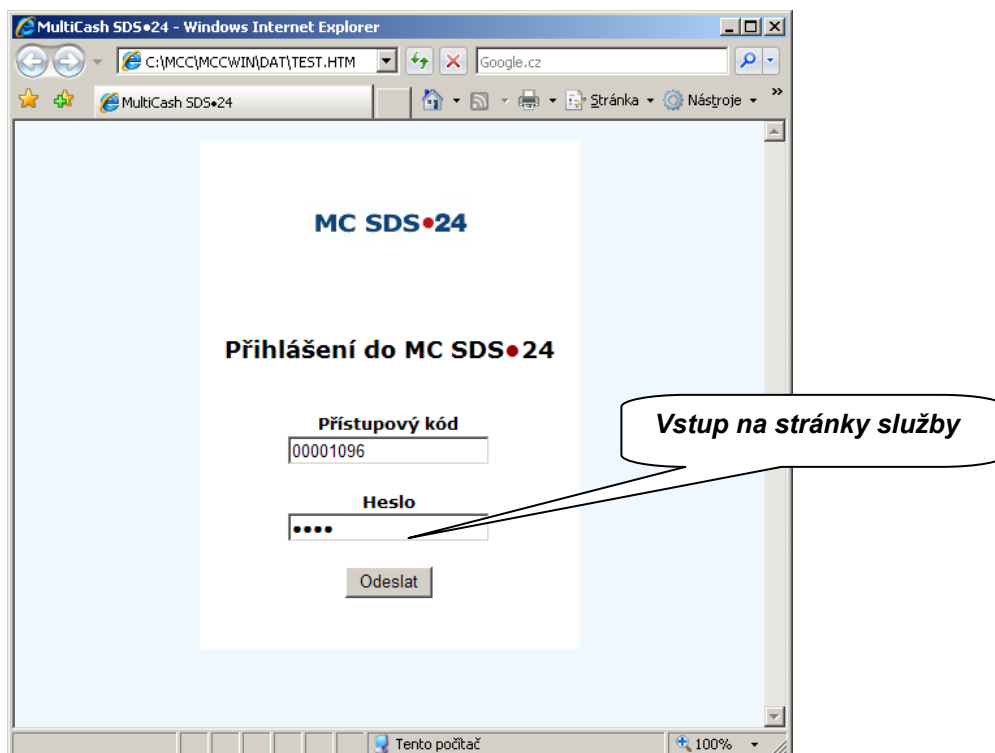 MultiCash SDS•24 - Windows Internet Explorer
C:\MCC\MCCWIN\DAT\TEST.HTM
Google.cz
MultiCash SDS•24
Stránka
Nástroje
»
MC SDS•24
Přihlášení do MC SDS•24
Přístupový kód
00001096
Vstup na stránky služby
Heslo
••••
Odeslat
Tento počítač
100%